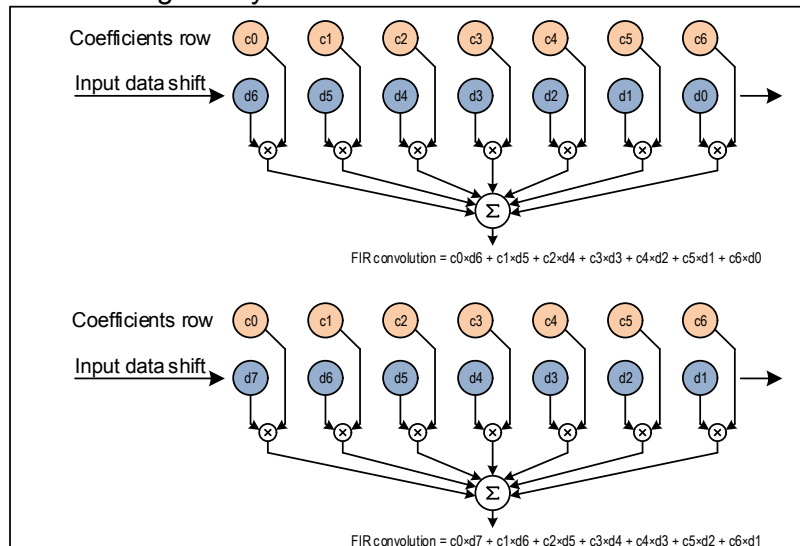 Coefficients row c0 c1 c2 c3 c4 c5 c6
Input data shift d6 d5 d4 d3 d2 d1 d0
× × × × × × ×
Σ
FIR convolution = c0×d6 + c1×d5 + c2×d4 + c3×d3 + c4×d2 + c5×d1 + c6×d0
Coefficients row c0 c1 c2 c3 c4 c5 c6
Input data shift d7 d6 d5 d4 d3 d2 d1
× × × × × × ×
Σ
FIR convolution = c0×d7 + c1×d6 + c2×d5 + c3×d4 + c4×d3 + c5×d2 + c6×d1